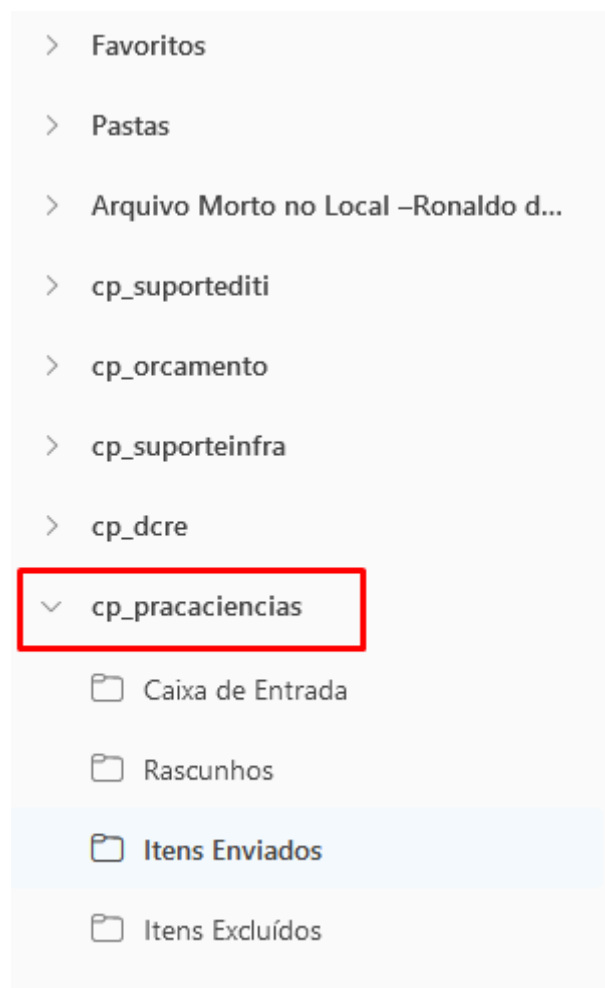 Favoritos
Pastas
Arquivo Morto no Local –Ronaldo d...
cp_suportediti
cp_orcamento
cp_suporteinfra
cp_dcre
cp_pracaciencias
Caixa de Entrada
Rascunhos
Itens Enviados
Itens Excluídos